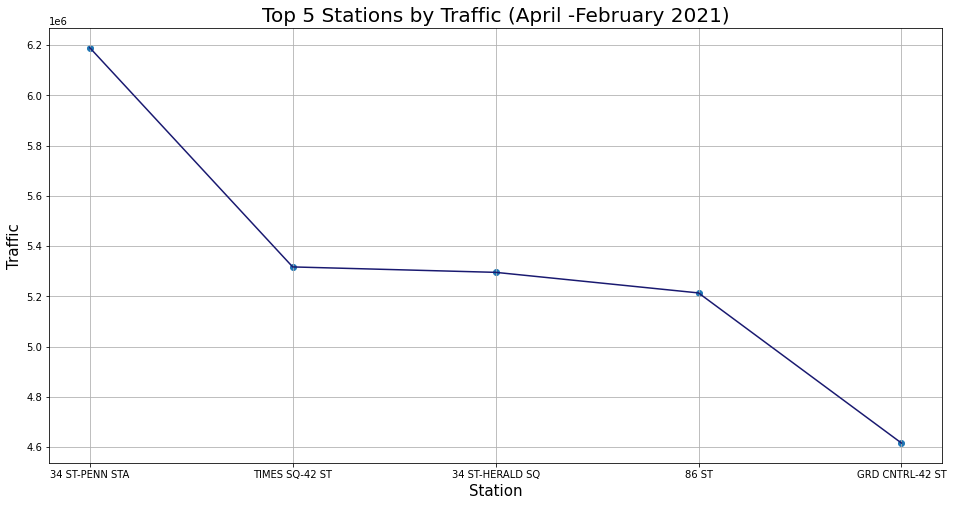 Top 5 Stations by Traffic (April -February 2021)
1e6
6.2
6.0
5.8
5.6
5.4
5.2
5.0
4.8
4.6
Traffic
34 ST-PENN STA
TIMES SQ-42 ST
34 ST-HERALD SQ
86 ST
GRD CNTRL-42 ST
Station